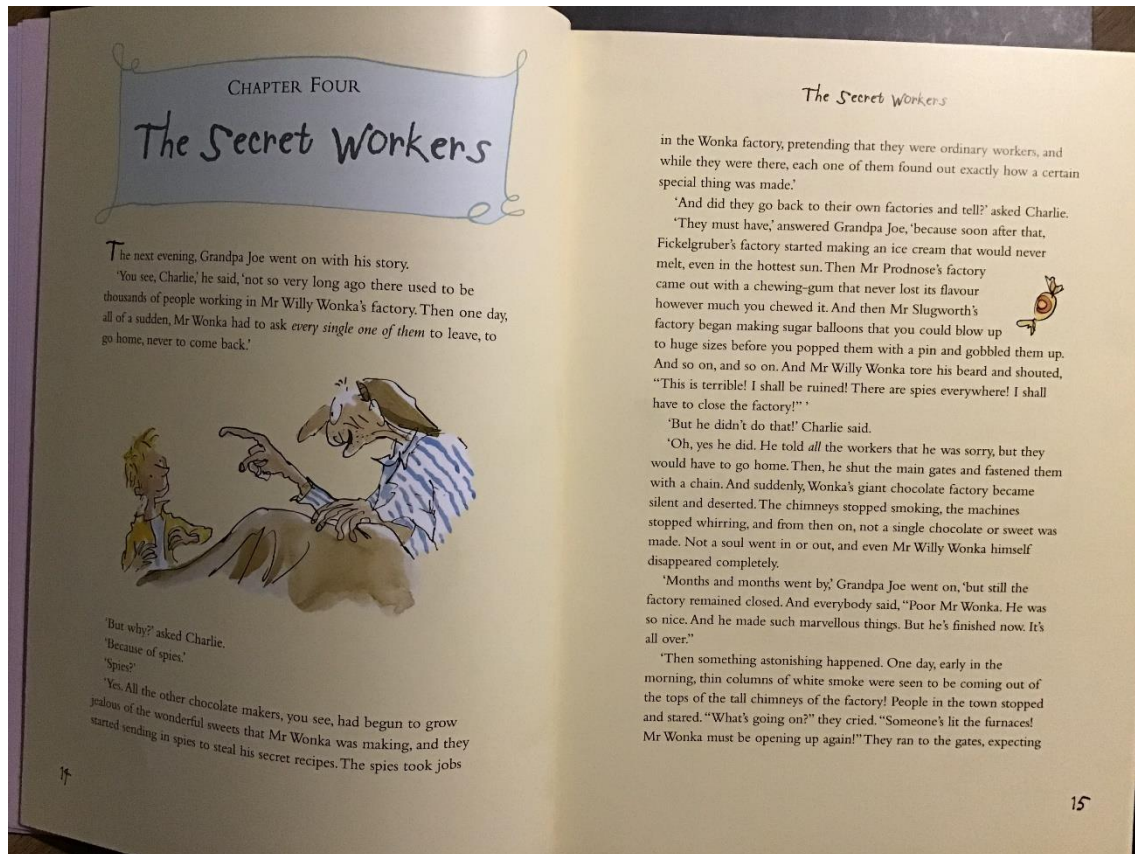 CHAPTER FOUR
The Secret Workers
The next evening, Grandpa Joe went on with his story.
‘You see, Charlie,’ he said, ‘not so very long ago there used to be
thousands of people working in Mr Willy Wonka’s factory. Then one day,
all of a sudden, Mr Wonka had to ask every single one of them to leave, to
go home, never to come back.’
‘But why?’ asked Charlie.
‘Because of spies.’
‘Spies?’
‘Yes. All the other chocolate makers, you see, had begun to grow
jealous of the wonderful sweets that Mr Wonka was making, and they
started sending in spies to steal his secret recipes. The spies took jobs
14
The Secret Workers
in the Wonka factory, pretending that they were ordinary workers, and
while they were there, each one of them found out exactly how a certain
special thing was made.’
‘And did they go back to their own factories and tell?’ asked Charlie.
‘They must have,’ answered Grandpa Joe, ‘because soon after that,
Fickelgruber’s factory started making an ice cream that would never
melt, even in the hottest sun. Then Mr Prodnose’s factory
came out with a chewing-gum that never lost its flavour
however much you chewed it. And then Mr Slugworth’s
factory began making sugar balloons that you could blow up
to huge sizes before you popped them with a pin and gobbled them up.
And so on, and so on. And Mr Willy Wonka tore his beard and shouted,
“This is terrible! I shall be ruined! There are spies everywhere! I shall
have to close the factory!” ’
‘But he didn’t do that!’ Charlie said.
‘Oh, yes he did. He told all the workers that he was sorry, but they
would have to go home. Then, he shut the main gates and fastened them
with a chain. And suddenly, Wonka’s giant chocolate factory became
silent and deserted. The chimneys stopped smoking, the machines
stopped whirring, and from then on, not a single chocolate or sweet was
made. Not a soul went in or out, and even Mr Willy Wonka himself
disappeared completely.
‘Months and months went by,’ Grandpa Joe went on, ‘but still the
factory remained closed. And everybody said, “Poor Mr Wonka. He was
so nice. And he made such marvellous things. But he’s finished now. It’s
all over.”
‘Then something astonishing happened. One day, early in the
morning, thin columns of white smoke were seen to be coming out of
the tops of the tall chimneys of the factory! People in the town stopped
and stared. “What’s going on?” they cried. “Someone’s lit the furnaces!
Mr Wonka must be opening up again!” They ran to the gates, expecting
15